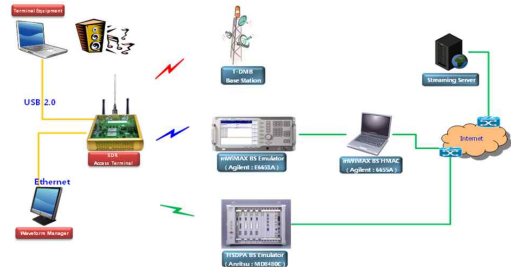 Terminal Equipment
T-DMB
Base Station
Streaming Server
USB 2.0
SDR
Access Terminal
mWiMAX BS Emulator
( Agilent : E6651A )
mWiMAX BS HMAC
( Agilent : 6655A )
Internet
Ethernet
Waveform Manager
HSDPA BS Emulator
( Anritsu : MD8480C )